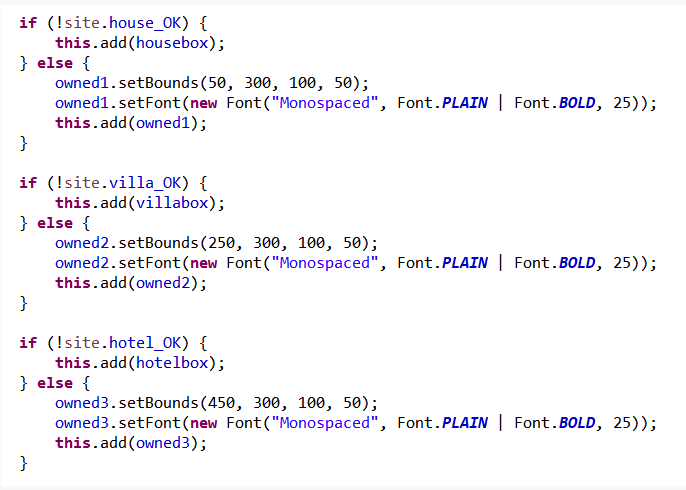 if (!site.house_OK) {
    this.add(housebox);
} else {
    owned1.setBounds(50, 300, 100, 50);
    owned1.setFont(new Font("Monospaced", Font.PLAIN | Font.BOLD, 25));
    this.add(owned1);
}

if (!site.villa_OK) {
    this.add(villabox);
} else {
    owned2.setBounds(250, 300, 100, 50);
    owned2.setFont(new Font("Monospaced", Font.PLAIN | Font.BOLD, 25));
    this.add(owned2);
}

if (!site.hotel_OK) {
    this.add(hotelbox);
} else {
    owned3.setBounds(450, 300, 100, 50);
    owned3.setFont(new Font("Monospaced", Font.PLAIN | Font.BOLD, 25));
    this.add(owned3);
}